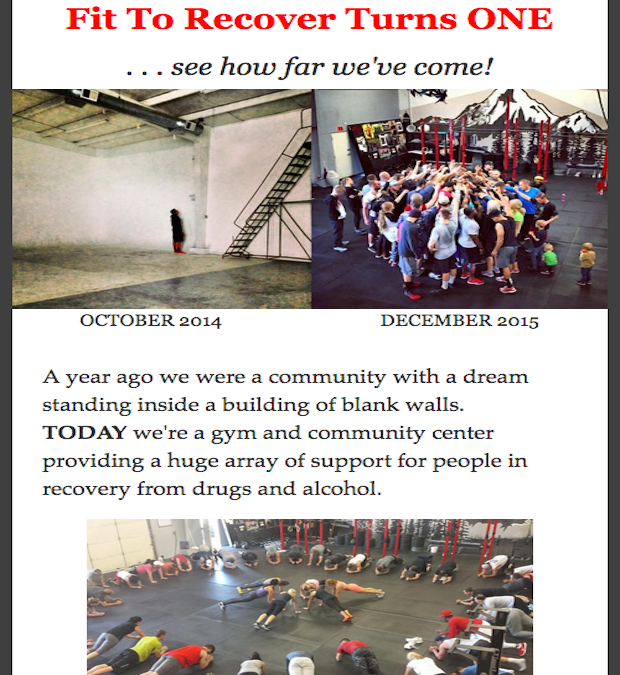 Fit To Recover Turns ONE
. . . see how far we've come!
OCTOBER 2014
DECEMBER 2015
A year ago we were a community with a dream
standing inside a building of blank walls.
TODAY we're a gym and community center
providing a huge array of support for people in
recovery from drugs and alcohol.